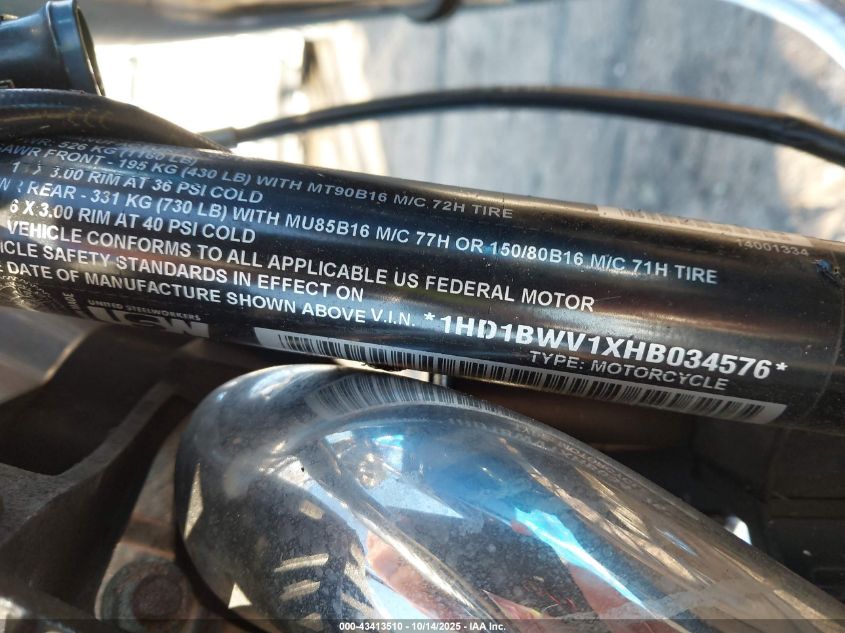 526 KG (1160 LB)
GAWR FRONT - 195 KG (430 LB) WITH MT90B16 M/C 72H TIRE
3.00 RIM AT 36 PSI COLD
REAR - 331 KG (730 LB) WITH MU85B16 M/C 77H OR 150/80B16 M/C 71H TIRE
6 X 3.00 RIM AT 40 PSI COLD
VEHICLE CONFORMS TO ALL APPLICABLE US FEDERAL MOTOR
VEHICLE SAFETY STANDARDS IN EFFECT ON
DATE OF MANUFACTURE SHOWN ABOVE V.I.N. *1HD1BWV1XHB034576*
TYPE: MOTORCYCLE
UNITED STEELWORKERS
USW
14001334
000-43413510 - 10/14/2025 - IAA Inc.